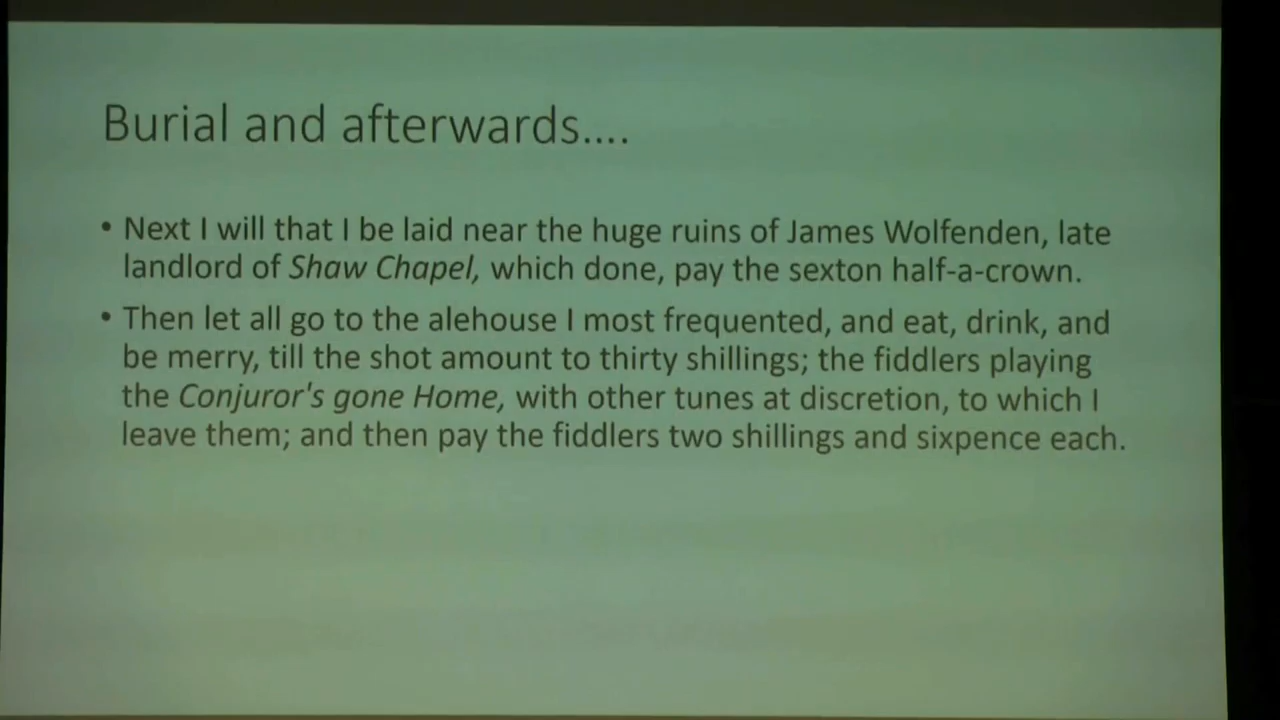 Burial and afterwards....
• Next I will that I be laid near the huge ruins of James Wolfenden, late
landlord of Shaw Chapel, which done, pay the sexton half-a-crown.
• Then let all go to the alehouse I most frequented, and eat, drink, and
be merry, till the shot amount to thirty shillings; the fiddlers playing
the Conjuror's gone Home, with other tunes at discretion, to which I
leave them; and then pay the fiddlers two shillings and sixpence each.